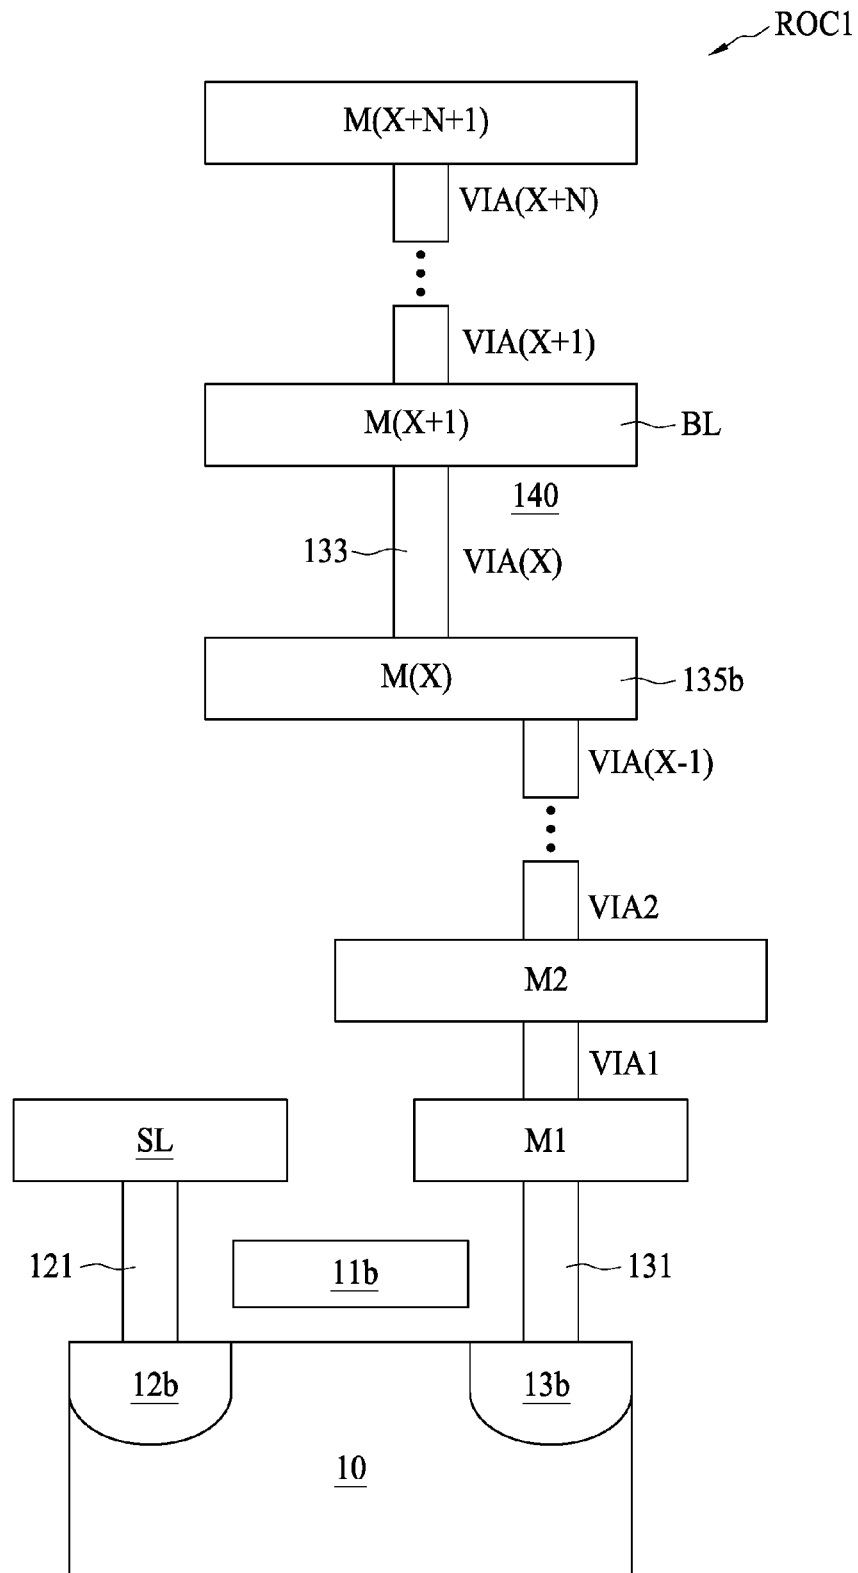 ROC1
M(X+N+1)
VIA(X+N)
VIA(X+1)
M(X+1)
BL
140
133
VIA(X)
M(X)
135b
VIA(X-1)
VIA2
M2
VIA1
SL
M1
121
11b
131
12b
13b
10